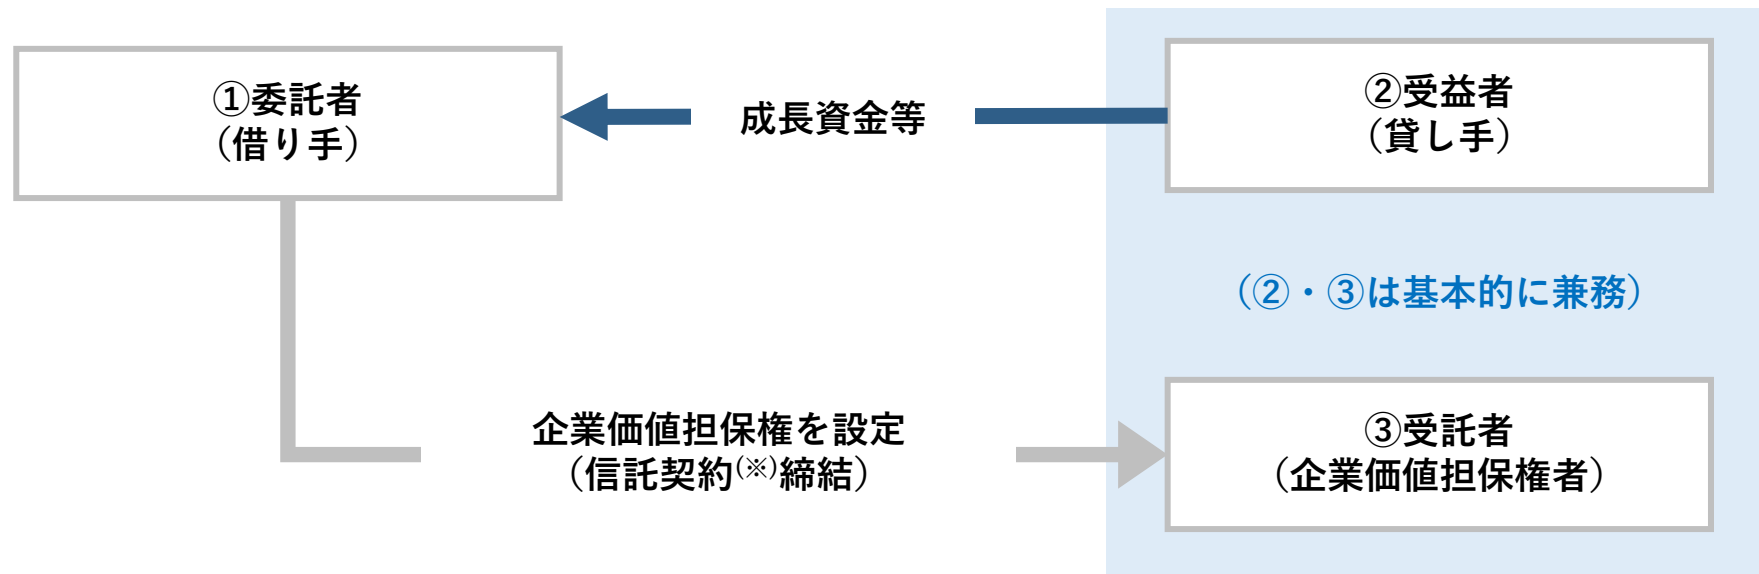 ①委託者
（借り手）
成長資金等
②受益者
（貸し手）
（②・③は基本的に兼務）
企業価値担保権を設定
（信託契約(※)締結）
③受託者
（企業価値担保権者）